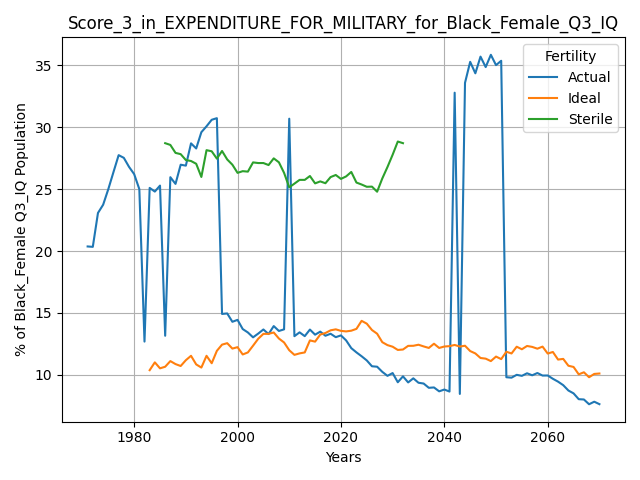 Score_3_in_EXPENDITURE_FOR_MILITARY_for_Black_Female_Q3_IQ
Fertility
Actual
Ideal
Sterile
35
30
25
20
15
10
% of Black_Female Q3_IQ Population
1980
2000
2020
2040
2060
Years